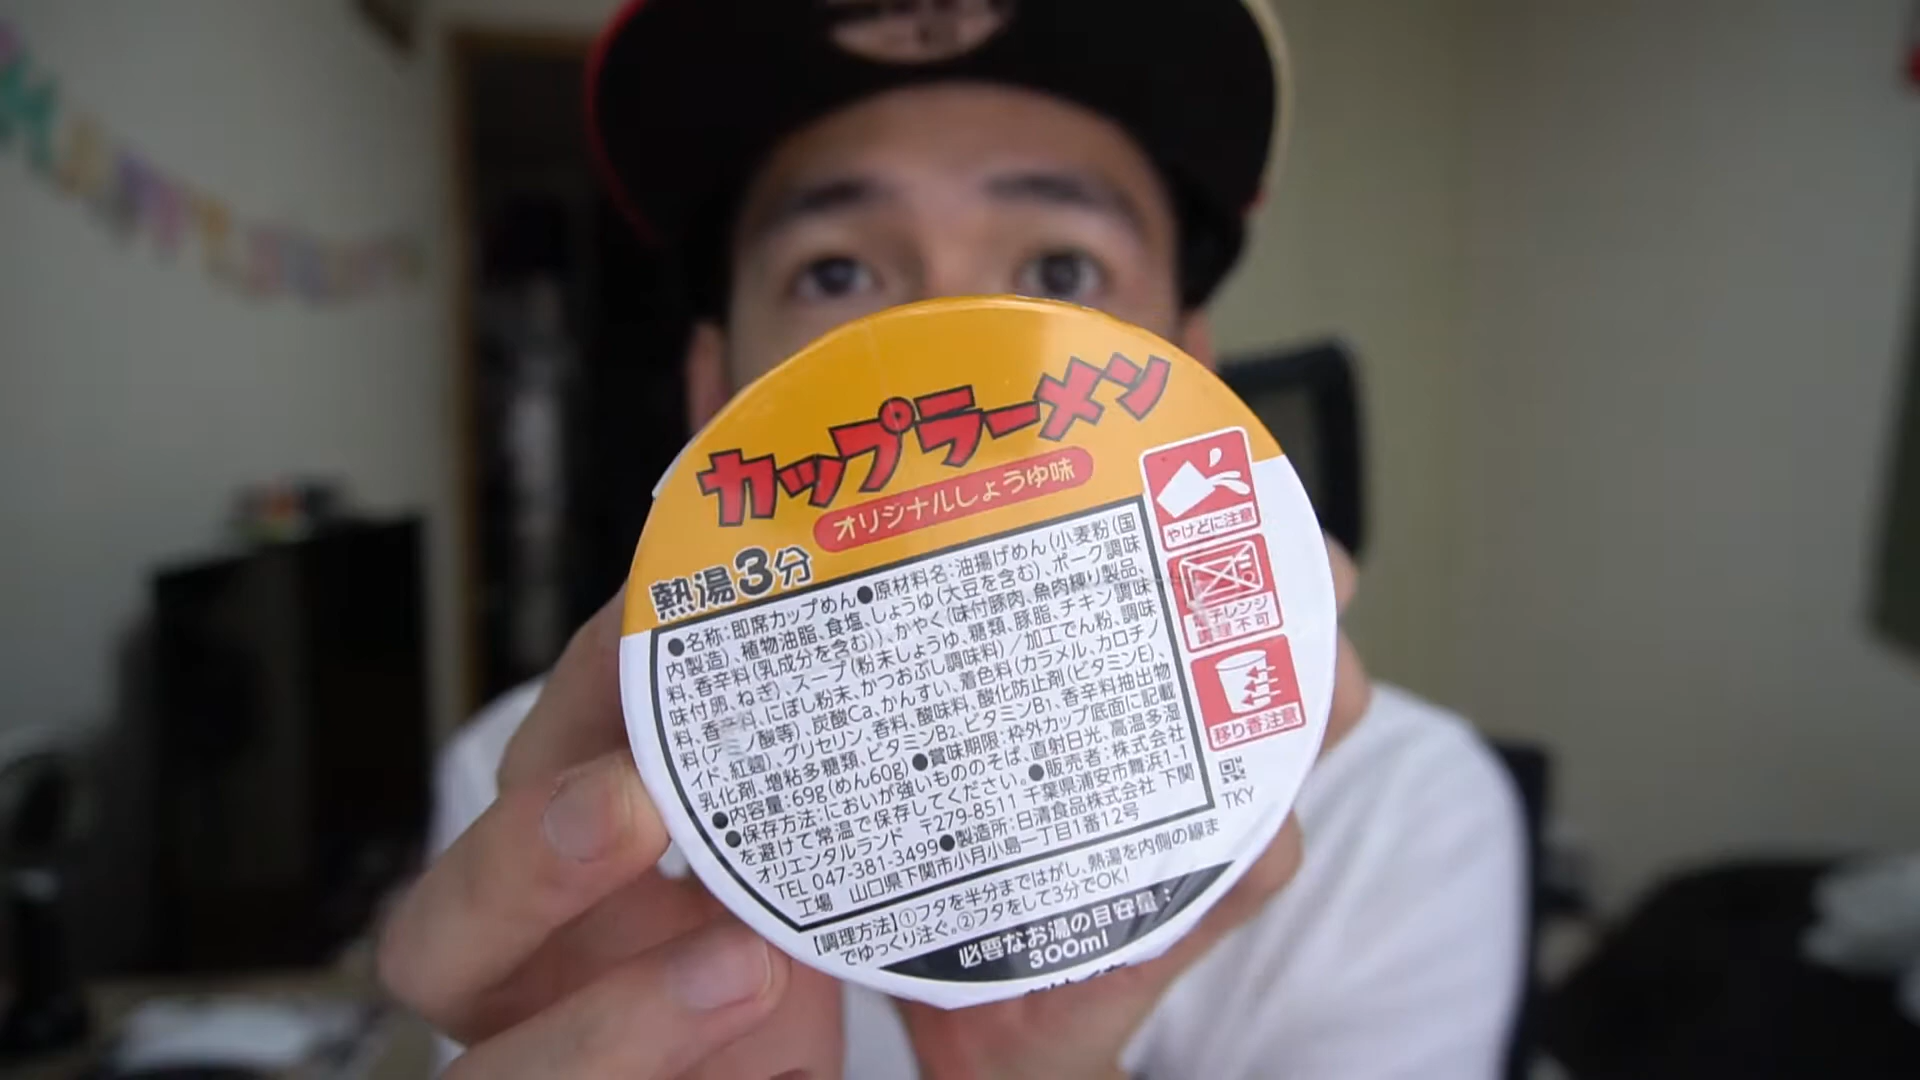 カップラーメン
オリジナルしょうゆ味
熱湯3分
●名称:即席カップめん●原材料名:油揚げめん(小麦粉(国
内製造)、植物油脂、食塩、しょうゆ(大豆を含む)、ポーク調味
料、香辛料(乳成分を含む))、かやく(味付豚肉、魚肉練り製品、
味付卵、ねぎ)、スープ(粉末しょうゆ、糖類、豚脂、チキン調味
料、香辛料、にぼし粉末、かつおぶし調味料)/加工でん粉、調味
料(アミノ酸等)、炭酸Ca、かんすい、着色料(カラメル、カロチノ
イド、紅麹)、グリセリン、香料、酸味料、酸化防止剤(ビタミンE)、
乳化剤、増粘多糖類、ビタミンB2、ビタミンB1、香辛料抽出物
●内容量:69g(めん60g)●賞味期限:枠外カップ底面に記載
●保存方法:においが強いもののそば、直射日光、高温多湿
を避けて常温で保存してください。●販売者:株式会社
オリエンタルランド 〒279-8511 千葉県浦安市舞浜1-1
TEL 047-381-3499●製造所:日清食品株式会社 下関
工場 山口県下関市小月小島一丁目1番12号
やけどに注意
電子レンジ
調理不可
移り香注意
TKY
【調理方法】①フタを半分まではがし、熱湯を内側の線ま
でゆっくり注ぐ。②フタをして3分でOK!
必要なお湯の目安量:
300ml